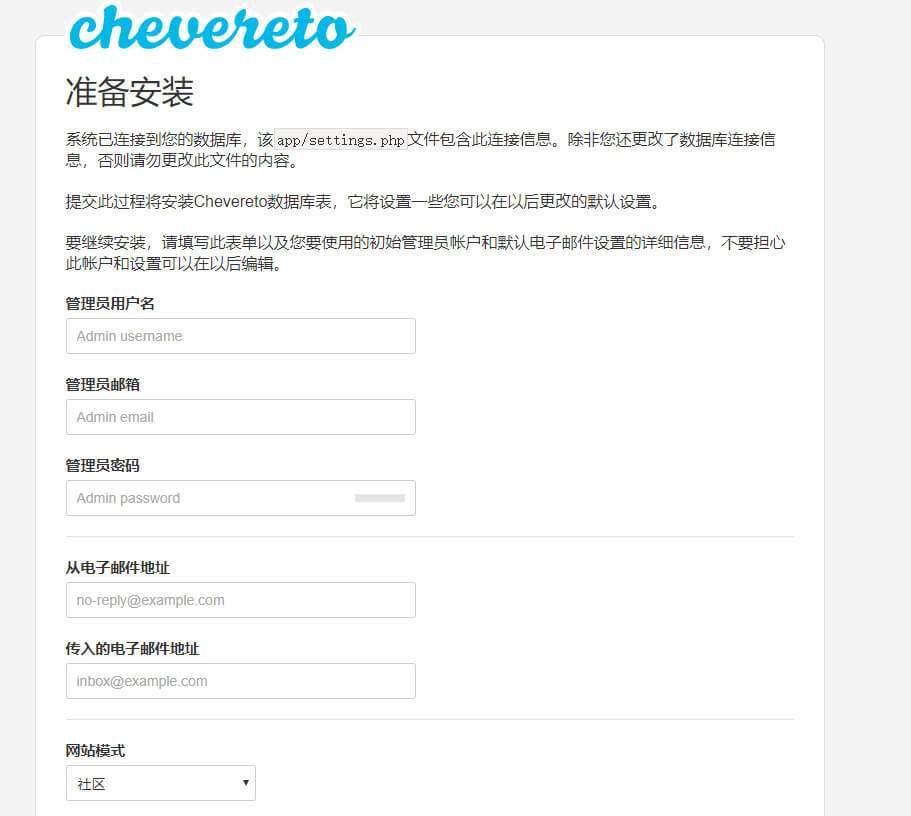 chevereto
准备安装
系统已连接到您的数据库，该app/settings.php文件包含此连接信息。除非您还更改了数据库连接信
息，否则请勿更改此文件的内容。
提交此过程将安装Chevereto数据库表，它将设置一些您可以在以后更改的默认设置。
要继续安装，请填写此表单以及您要使用的初始管理员帐户和默认电子邮件设置的详细信息，不要担心
此帐户和设置可以在以后编辑。
管理员用户名
Admin username
管理员邮箱
Admin email
管理员密码
Admin password
从电子邮件地址
no-reply@example.com
传入的电子邮件地址
inbox@example.com
网站模式
社区